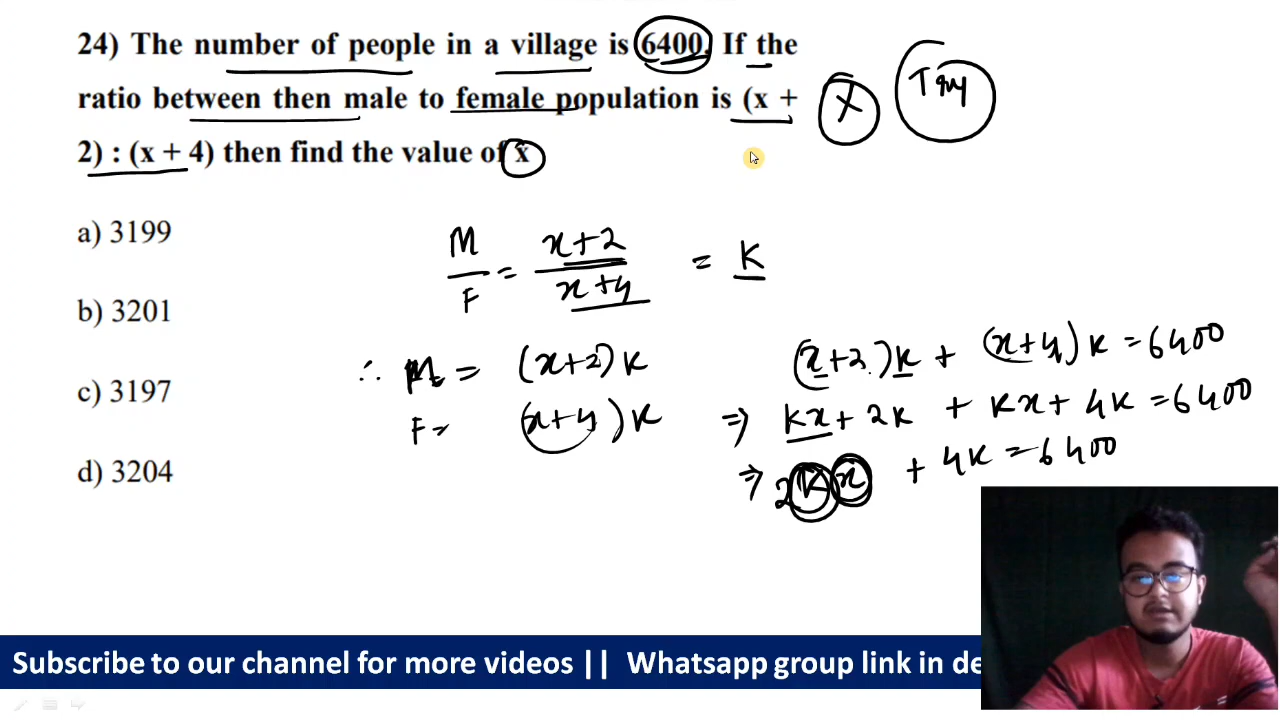 24) The number of people in a village is 6400. If the
ratio between then male to female population is (x +
2) : (x + 4) then find the value of x
X
Try
a) 3199
b) 3201
c) 3197
d) 3204
M/F = x+2/x+4 = K
∴ M = (x+2)K
F = (x+4)K
(x+2)K + (x+4)K = 6400
⇒ Kx + 2K + Kx + 4K = 6400
⇒ 2Kx + 4K = 6400
Subscribe to our channel for more videos || Whatsapp group link in de